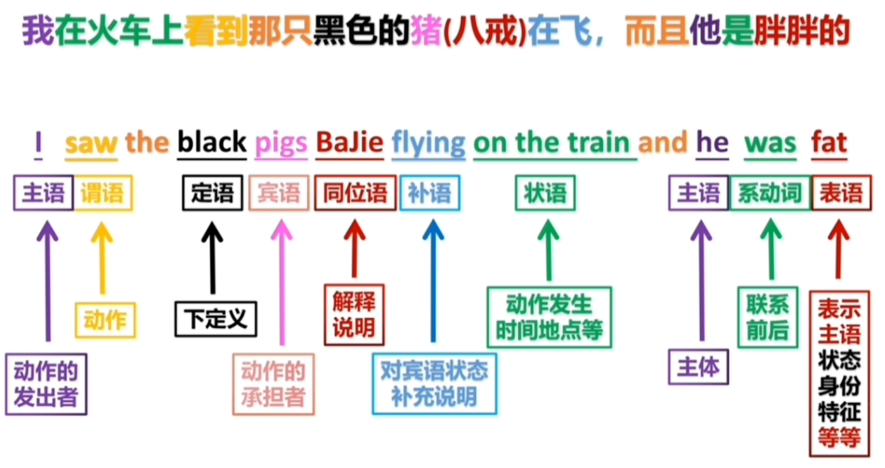 我在火车上看到那只黑色的猪(八戒)在飞，而且他是胖胖的
I saw the black pigs BaJie flying on the train and he was fat
主语 谓语 定语 宾语 同位语 补语 状语 主语 系动词 表语
动作的
发出者
动作
下定义
动作的
承担者
解释
说明
对宾语状态
补充说明
动作发生
时间地点等
主体
联系
前后
表示
主语
状态
身份
特征
等等